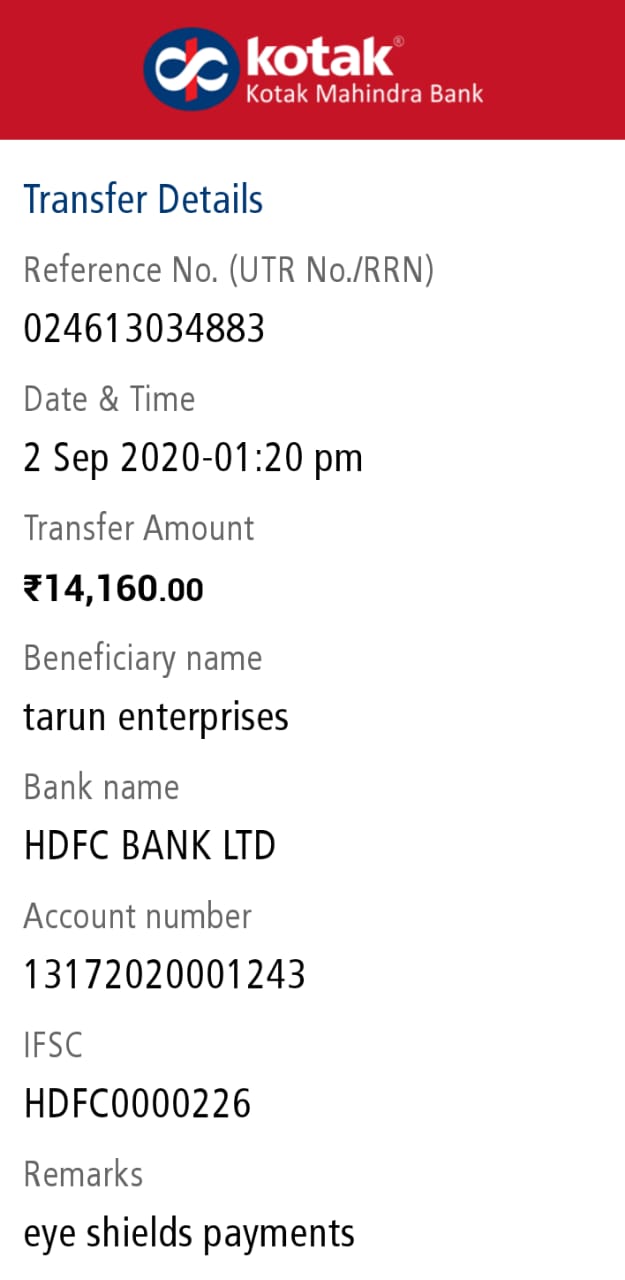 kotak®
Kotak Mahindra Bank
Transfer Details
Reference No. (UTR No./RRN)
024613034883
Date & Time
2 Sep 2020-01:20 pm
Transfer Amount
₹14,160.00
Beneficiary name
tarun enterprises
Bank name
HDFC BANK LTD
Account number
13172020001243
IFSC
HDFC0000226
Remarks
eye shields payments